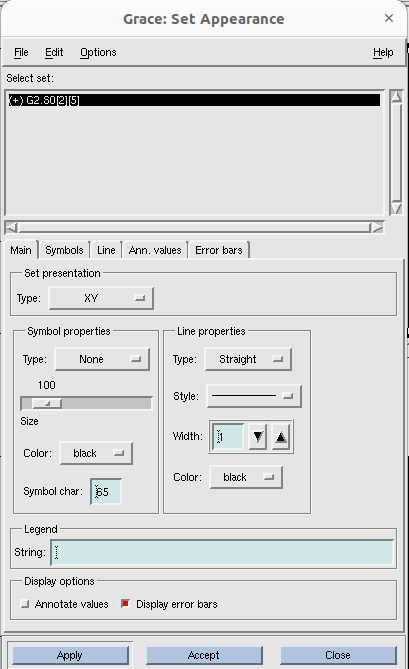 Grace: Set Appearance
File Edit Options Help
Select set:
(+) G2.S0[2][5]
Main Symbols Line Ann. values Error bars
Set presentation
Type: XY
Symbol properties Line properties
Type: None Type: Straight
100
Style:
Size
Width: 1
Color: black
Color: black
Symbol char: 65
Legend
String:
Display options
Annotate values Display error bars
Apply Accept Close